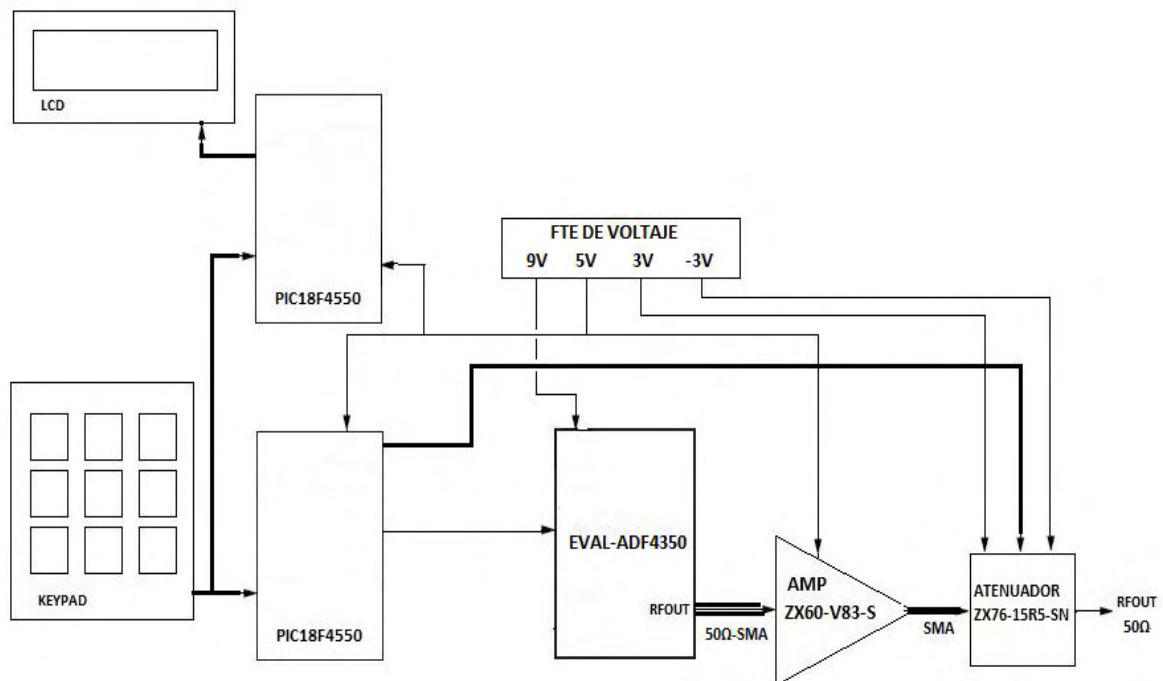 LCD
PIC18F4550
FTE DE VOLTAJE
9V 5V 3V -3V
KEYPAD
PIC18F4550
EVAL-ADF4350
RFOUT
50Ω-SMA
AMP
ZX60-V83-S
SMA
ATENUADOR
ZX76-15R5-SN
RFOUT
50Ω